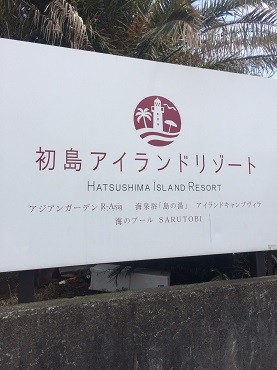 初島アイランドリゾート
HATSUSHIMA ISLAND RESORT
アジアンガーデン R-Asia　海泉浴「島の湯」　アイランドキャンプヴィラ
海のプール SARUTOBI